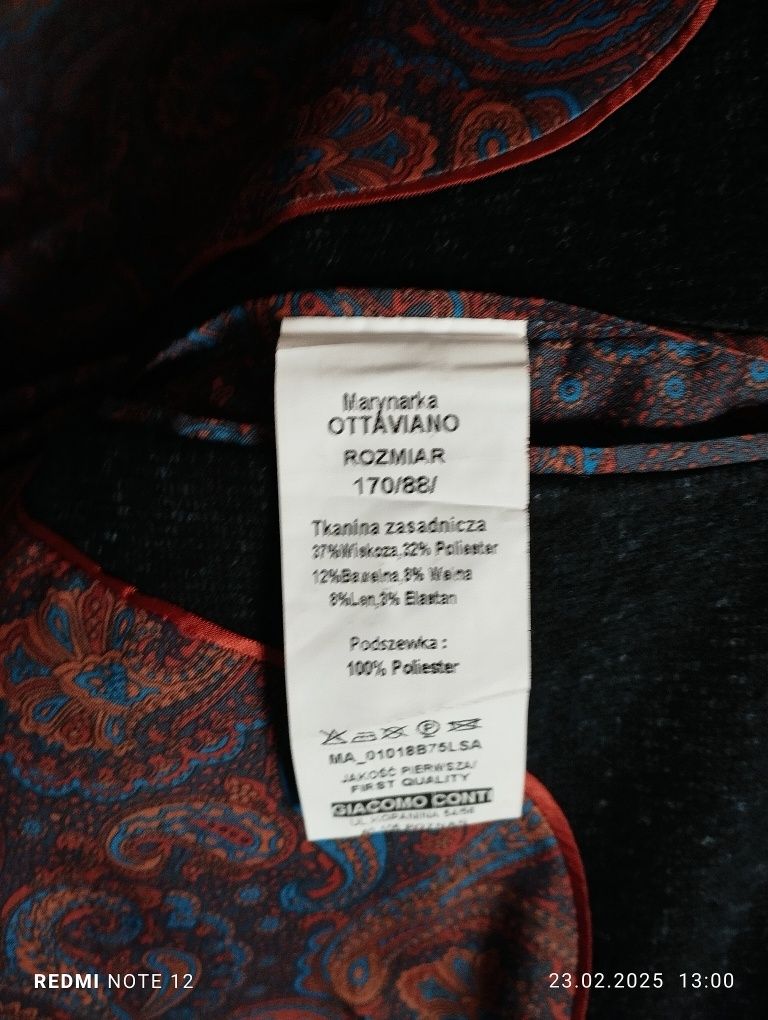 Marynarka
OTTAVIANO
ROZMIAR
170/88/
Tkanina zasadnicza
37%Wiskoza,32% Poliester
12%Bawełna,8% Wełna
8%Len,3% Elastan
Podszewka :
100% Poliester
MA_01018B75LSA
JAKOŚĆ PIERWSZA/
FIRST QUALITY
GIACOMO CONTI
REDMI NOTE 12
23.02.2025 13:00